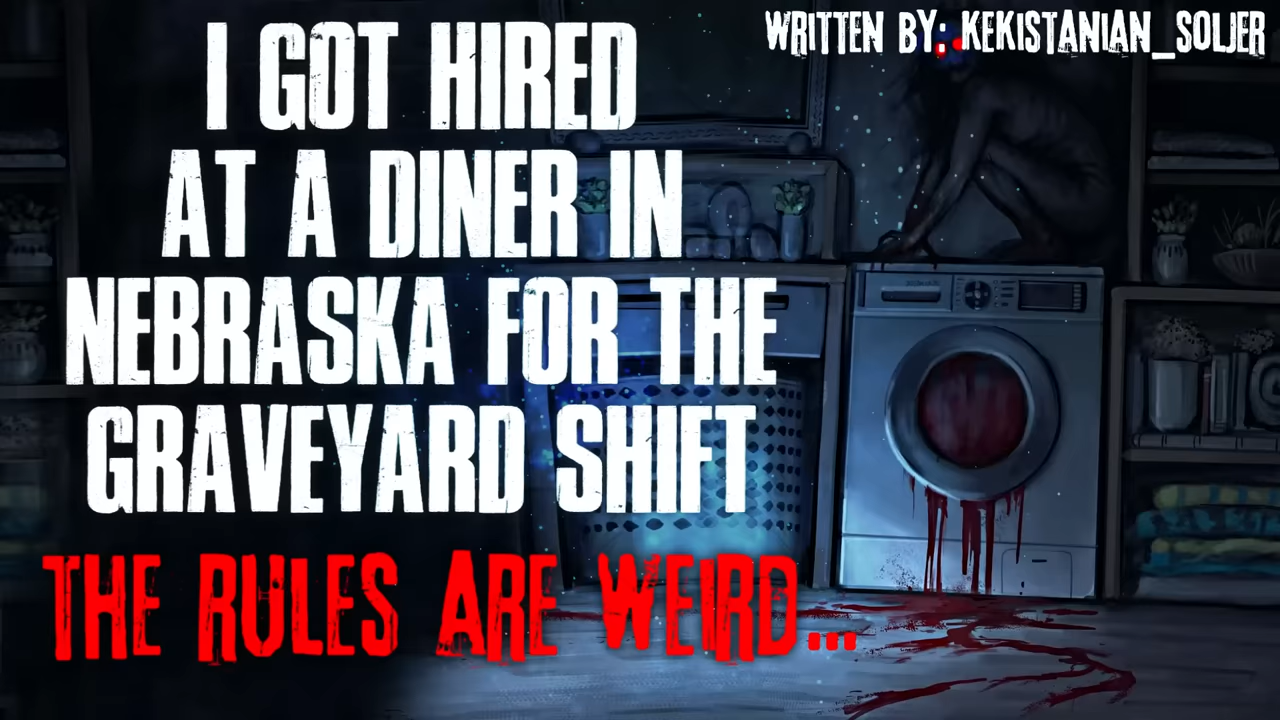 WRITTEN BY: KEKISTANIAN_SOLJER
I GOT HIRED
AT A DINER IN
NEBRASKA FOR THE
GRAVEYARD SHIFT
THE RULES ARE WEIRD...